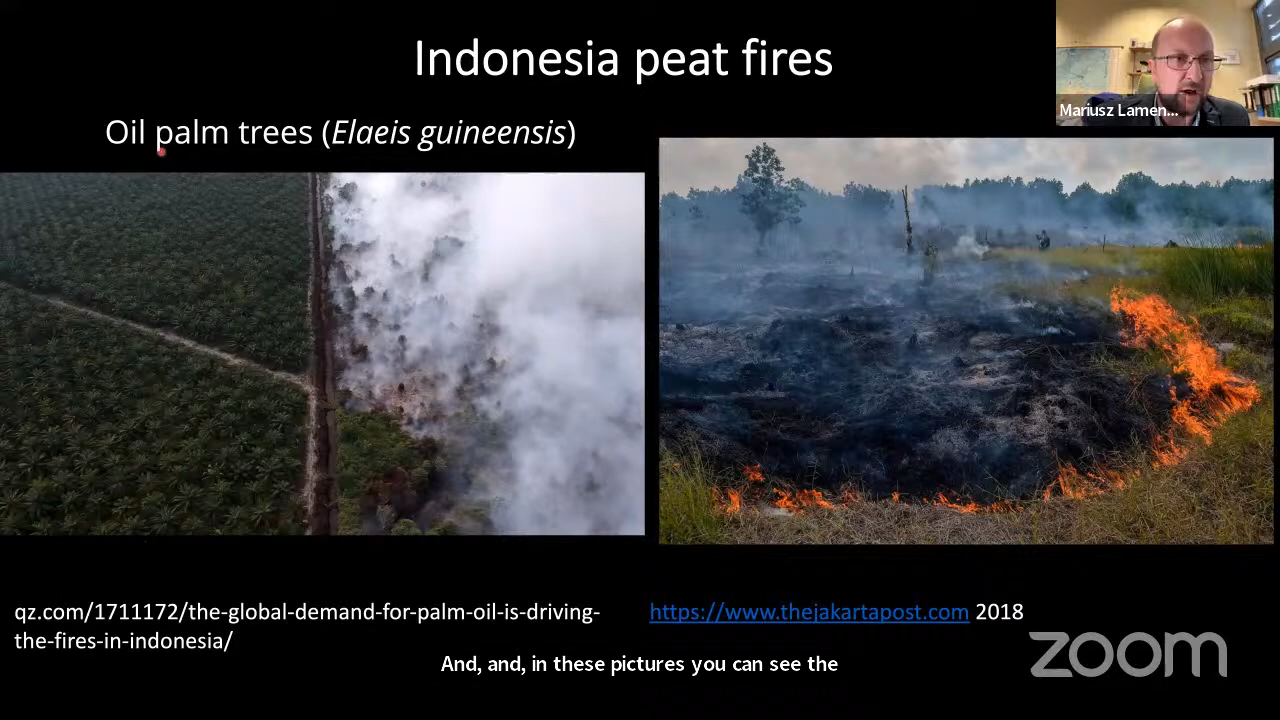 Indonesia peat fires
Mariusz Lamen...
Oil palm trees (Elaeis guineensis)
qz.com/1711172/the-global-demand-for-palm-oil-is-driving-
the-fires-in-indonesia/
https://www.thejakartapost.com 2018
zoom
And, and, in these pictures you can see the